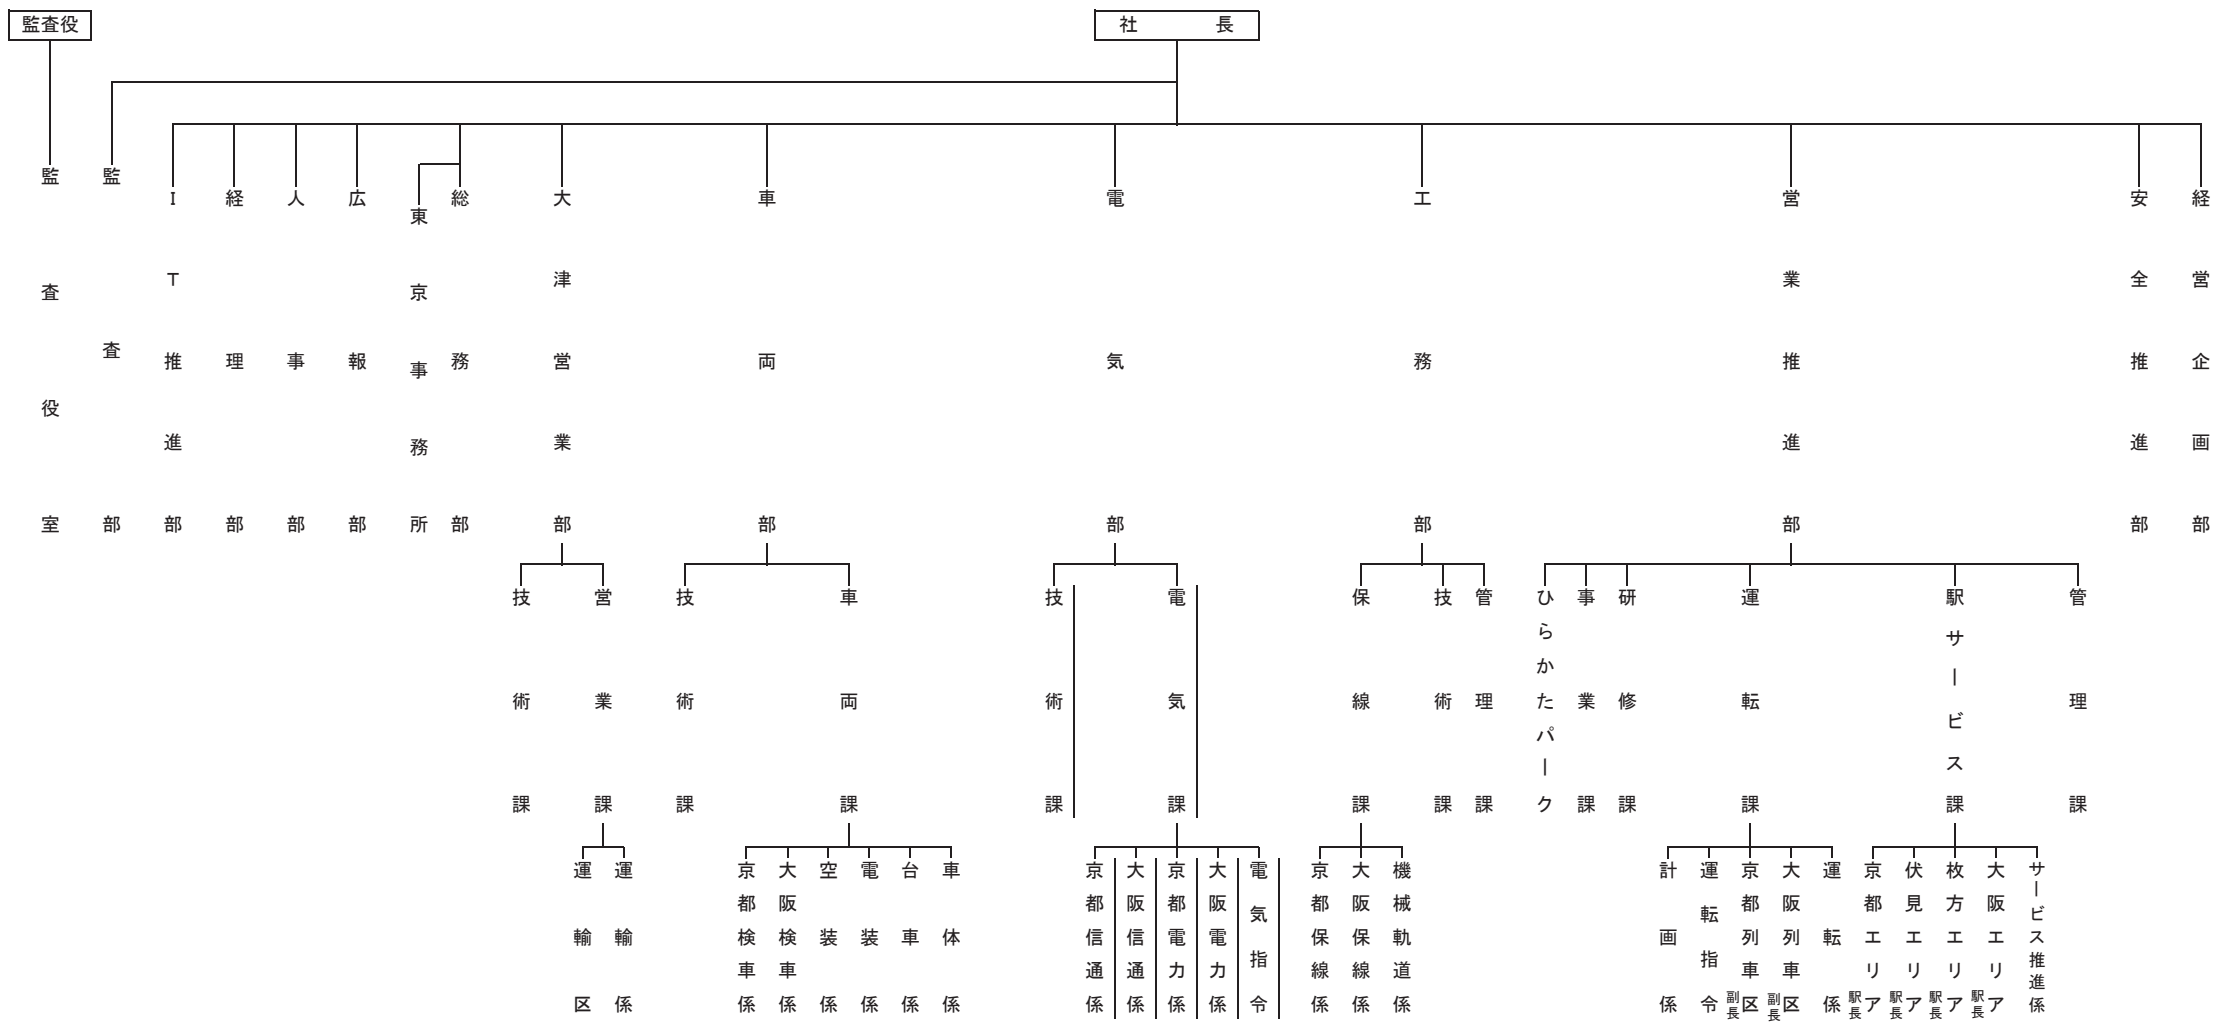 監査役
社長
経営企画部
安全推進部
営業推進部
工務部
電気部
車両部
大津営業部
総務部
東京事務所
広報部
人事部
経理部
IT推進部
監査部
監査役室
管理課
駅サービス課
運転課
研修課
事業課
ひらかたパーク
管理課
技術課
保線課
電気課
技術課
車両課
技術課
営業課
技術課
サービス推進係
大阪エリア
駅長
枚方エリア
駅長
伏見エリア
駅長
京都エリア
駅長
運転係
大阪列車区
副長
京都列車区
副長
運転指令
計画係
機械軌道係
大阪保線係
京都保線係
電気指令
大阪電力係
京都電力係
大阪信通係
京都信通係
車体係
台車係
電装係
空装係
大阪検車係
京都検車係
運輸係
運輸区